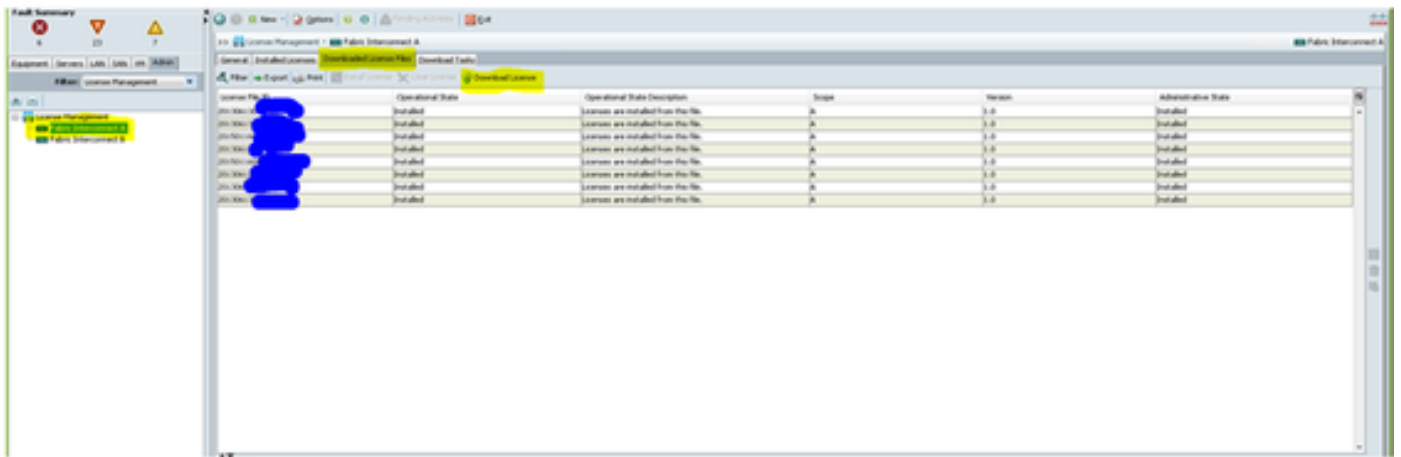 Fault Summary
New Options Pending Activities Exit
6 23 7
>> License Management Fabric Interconnect A
Fabric Interconnect A
General Installed Licenses Downloaded License Files Download Tasks
Equipment Servers LAN SAN VM Admin
Filter Export Print Install License Clear License Download License
Filter: License Management
License File ID Operational State Operational State Description Scope Version Administrative State
Installed Licenses are installed from this file. A 1.0 Installed
Installed Licenses are installed from this file. A 1.0 Installed
Installed Licenses are installed from this file. A 1.0 Installed
Installed Licenses are installed from this file. A 1.0 Installed
Installed Licenses are installed from this file. A 1.0 Installed
Installed Licenses are installed from this file. A 1.0 Installed
Installed Licenses are installed from this file. A 1.0 Installed
Installed Licenses are installed from this file. A 1.0 Installed
License Management
Fabric Interconnect A
Fabric Interconnect B